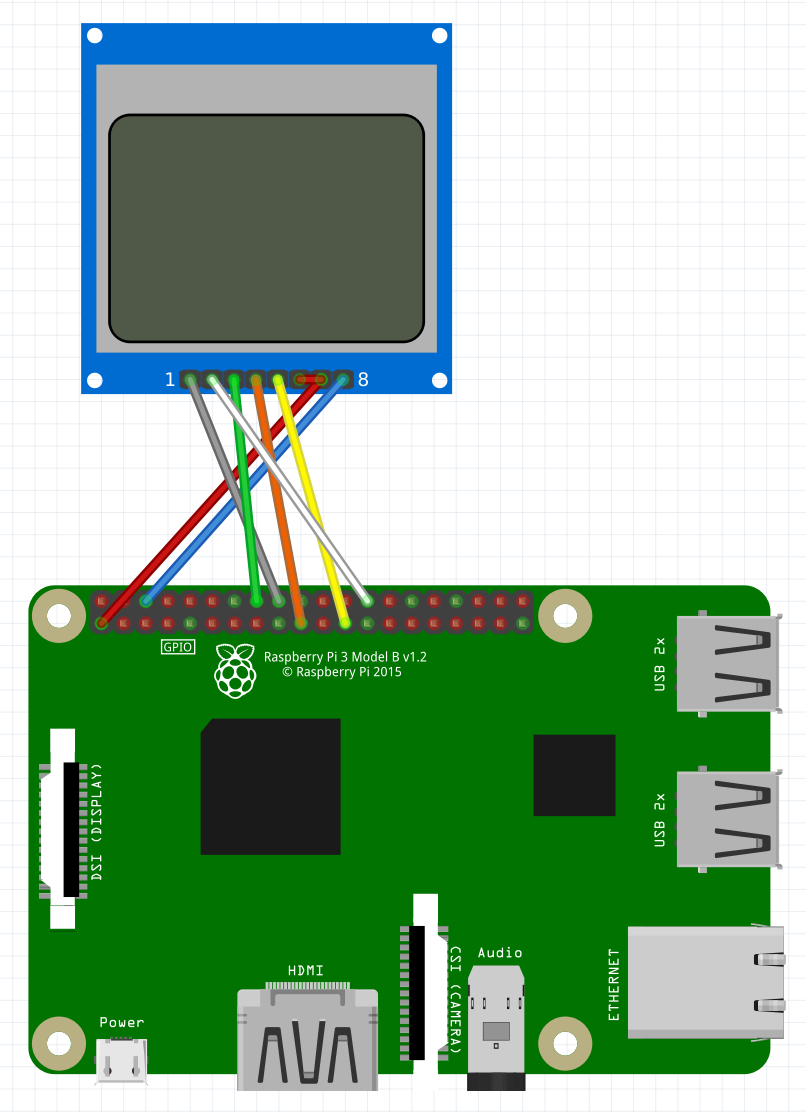 1
8
GPIO
Raspberry Pi 3 Model B v1.2
© Raspberry Pi 2015
USB 2x
DSI (DISPLAY)
USB 2x
HDMI
CSI (CAMERA)
Audio
ETHERNET
Power